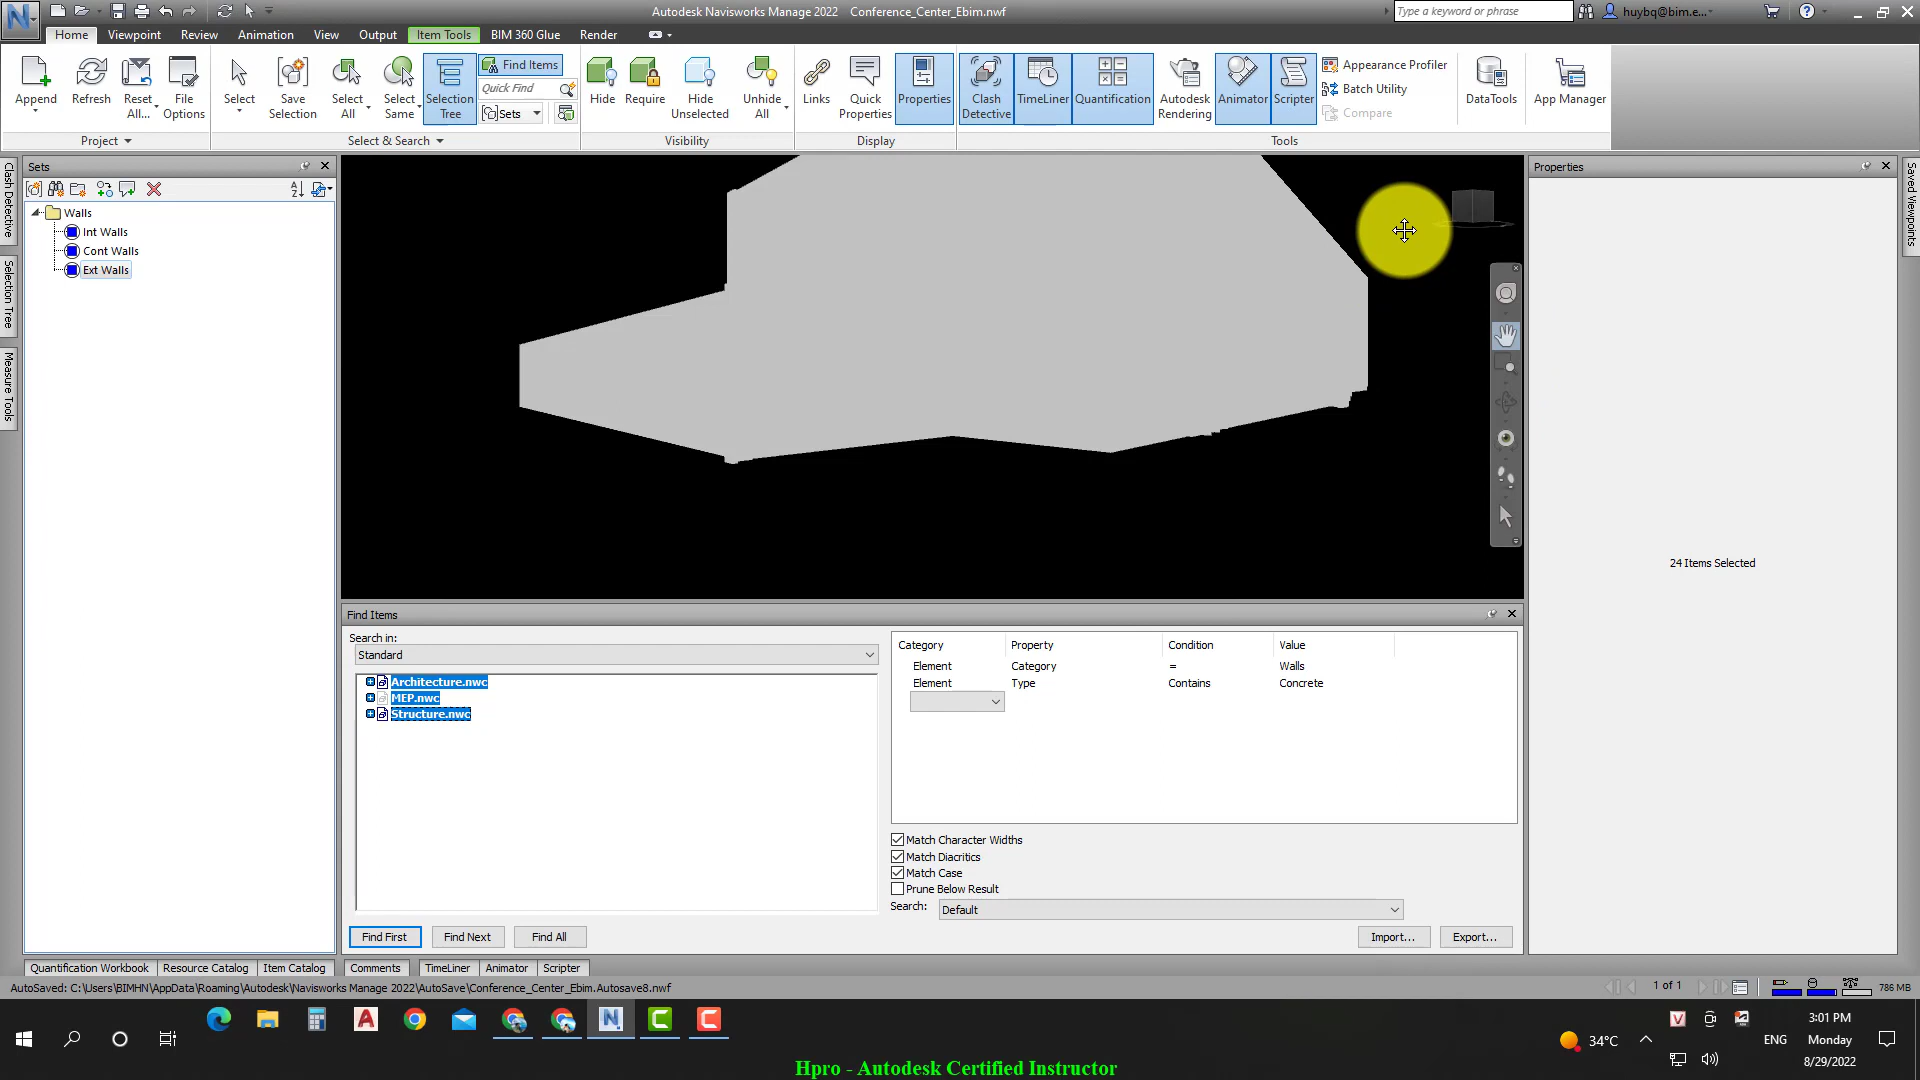 Autodesk Navisworks Manage 2022 Conference_Center_Ebim.nwf
Type a keyword or phrase
huybq@bim.e...
Home Viewpoint Review Animation View Output Item Tools BIM 360 Glue Render
Append
Refresh
Reset All...
File Options
Select
Save Selection
Select All
Select Same
Selection Tree
Find Items
Quick Find
Sets
Hide
Require
Hide Unselected
Unhide All
Links
Quick Properties
Properties
Clash Detective
TimeLiner
Quantification
Autodesk Rendering
Animator
Scripter
Appearance Profiler
Batch Utility
Compare
DataTools
App Manager
Project
Select & Search
Visibility
Display
Tools
Clash Detective
Selection Tree
Measure Tools
Sets
Walls
Int Walls
Cont Walls
Ext Walls
Properties
24 Items Selected
Saved Viewpoints
Find Items
Search in:
Standard
Architecture.nwc
MEP.nwc
Structure.nwc
Category Property Condition Value
Element Category = Walls
Element Type Contains Concrete
Match Character Widths
Match Diacritics
Match Case
Prune Below Result
Search: Default
Find First Find Next Find All Import... Export...
Quantification Workbook Resource Catalog Item Catalog Comments TimeLiner Animator Scripter
AutoSaved: C:\Users\BIMHN\AppData\Roaming\Autodesk\Navisworks Manage 2022\AutoSave\Conference_Center_Ebim.Autosave8.nwf
1 of 1
786 MB
34°C
ENG
3:01 PM
Monday
8/29/2022
Hpro - Autodesk Certified Instructor